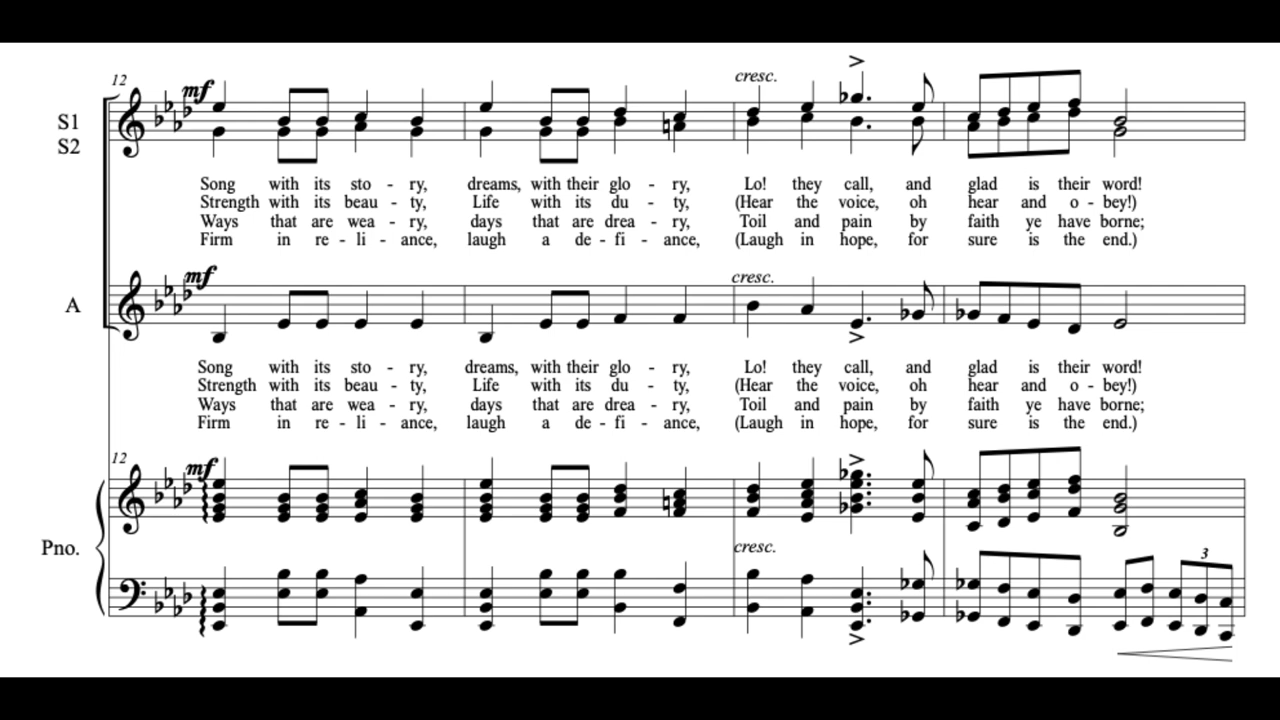 12
mf
cresc.
S1
S2
Song with its sto - ry, dreams, with their glo - ry, Lo! they call, and glad is their word!
Strength with its beau - ty, Life with its du - ty, (Hear the voice, oh hear and o - bey!)
Ways that are wea - ry, days that are drea - ry, Toil and pain by faith ye have borne;
Firm in re - li - ance, laugh a de - fi - ance, (Laugh in hope, for sure is the end.)
mf
cresc.
A
Song with its sto - ry, dreams, with their glo - ry, Lo! they call, and glad is their word!
Strength with its beau - ty, Life with its du - ty, (Hear the voice, oh hear and o - bey!)
Ways that are wea - ry, days that are drea - ry, Toil and pain by faith ye have borne;
Firm in re - li - ance, laugh a de - fi - ance, (Laugh in hope, for sure is the end.)
12
mf
Pno.
cresc.
3